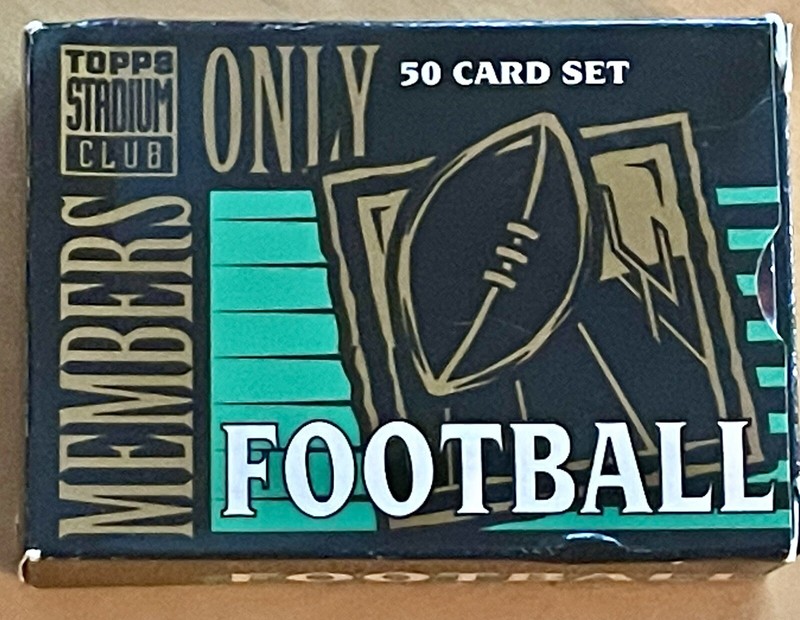 TOPPS
STADIUM
CLUB
MEMBERS
ONLY
50 CARD SET
FOOTBALL
FOOTBALL